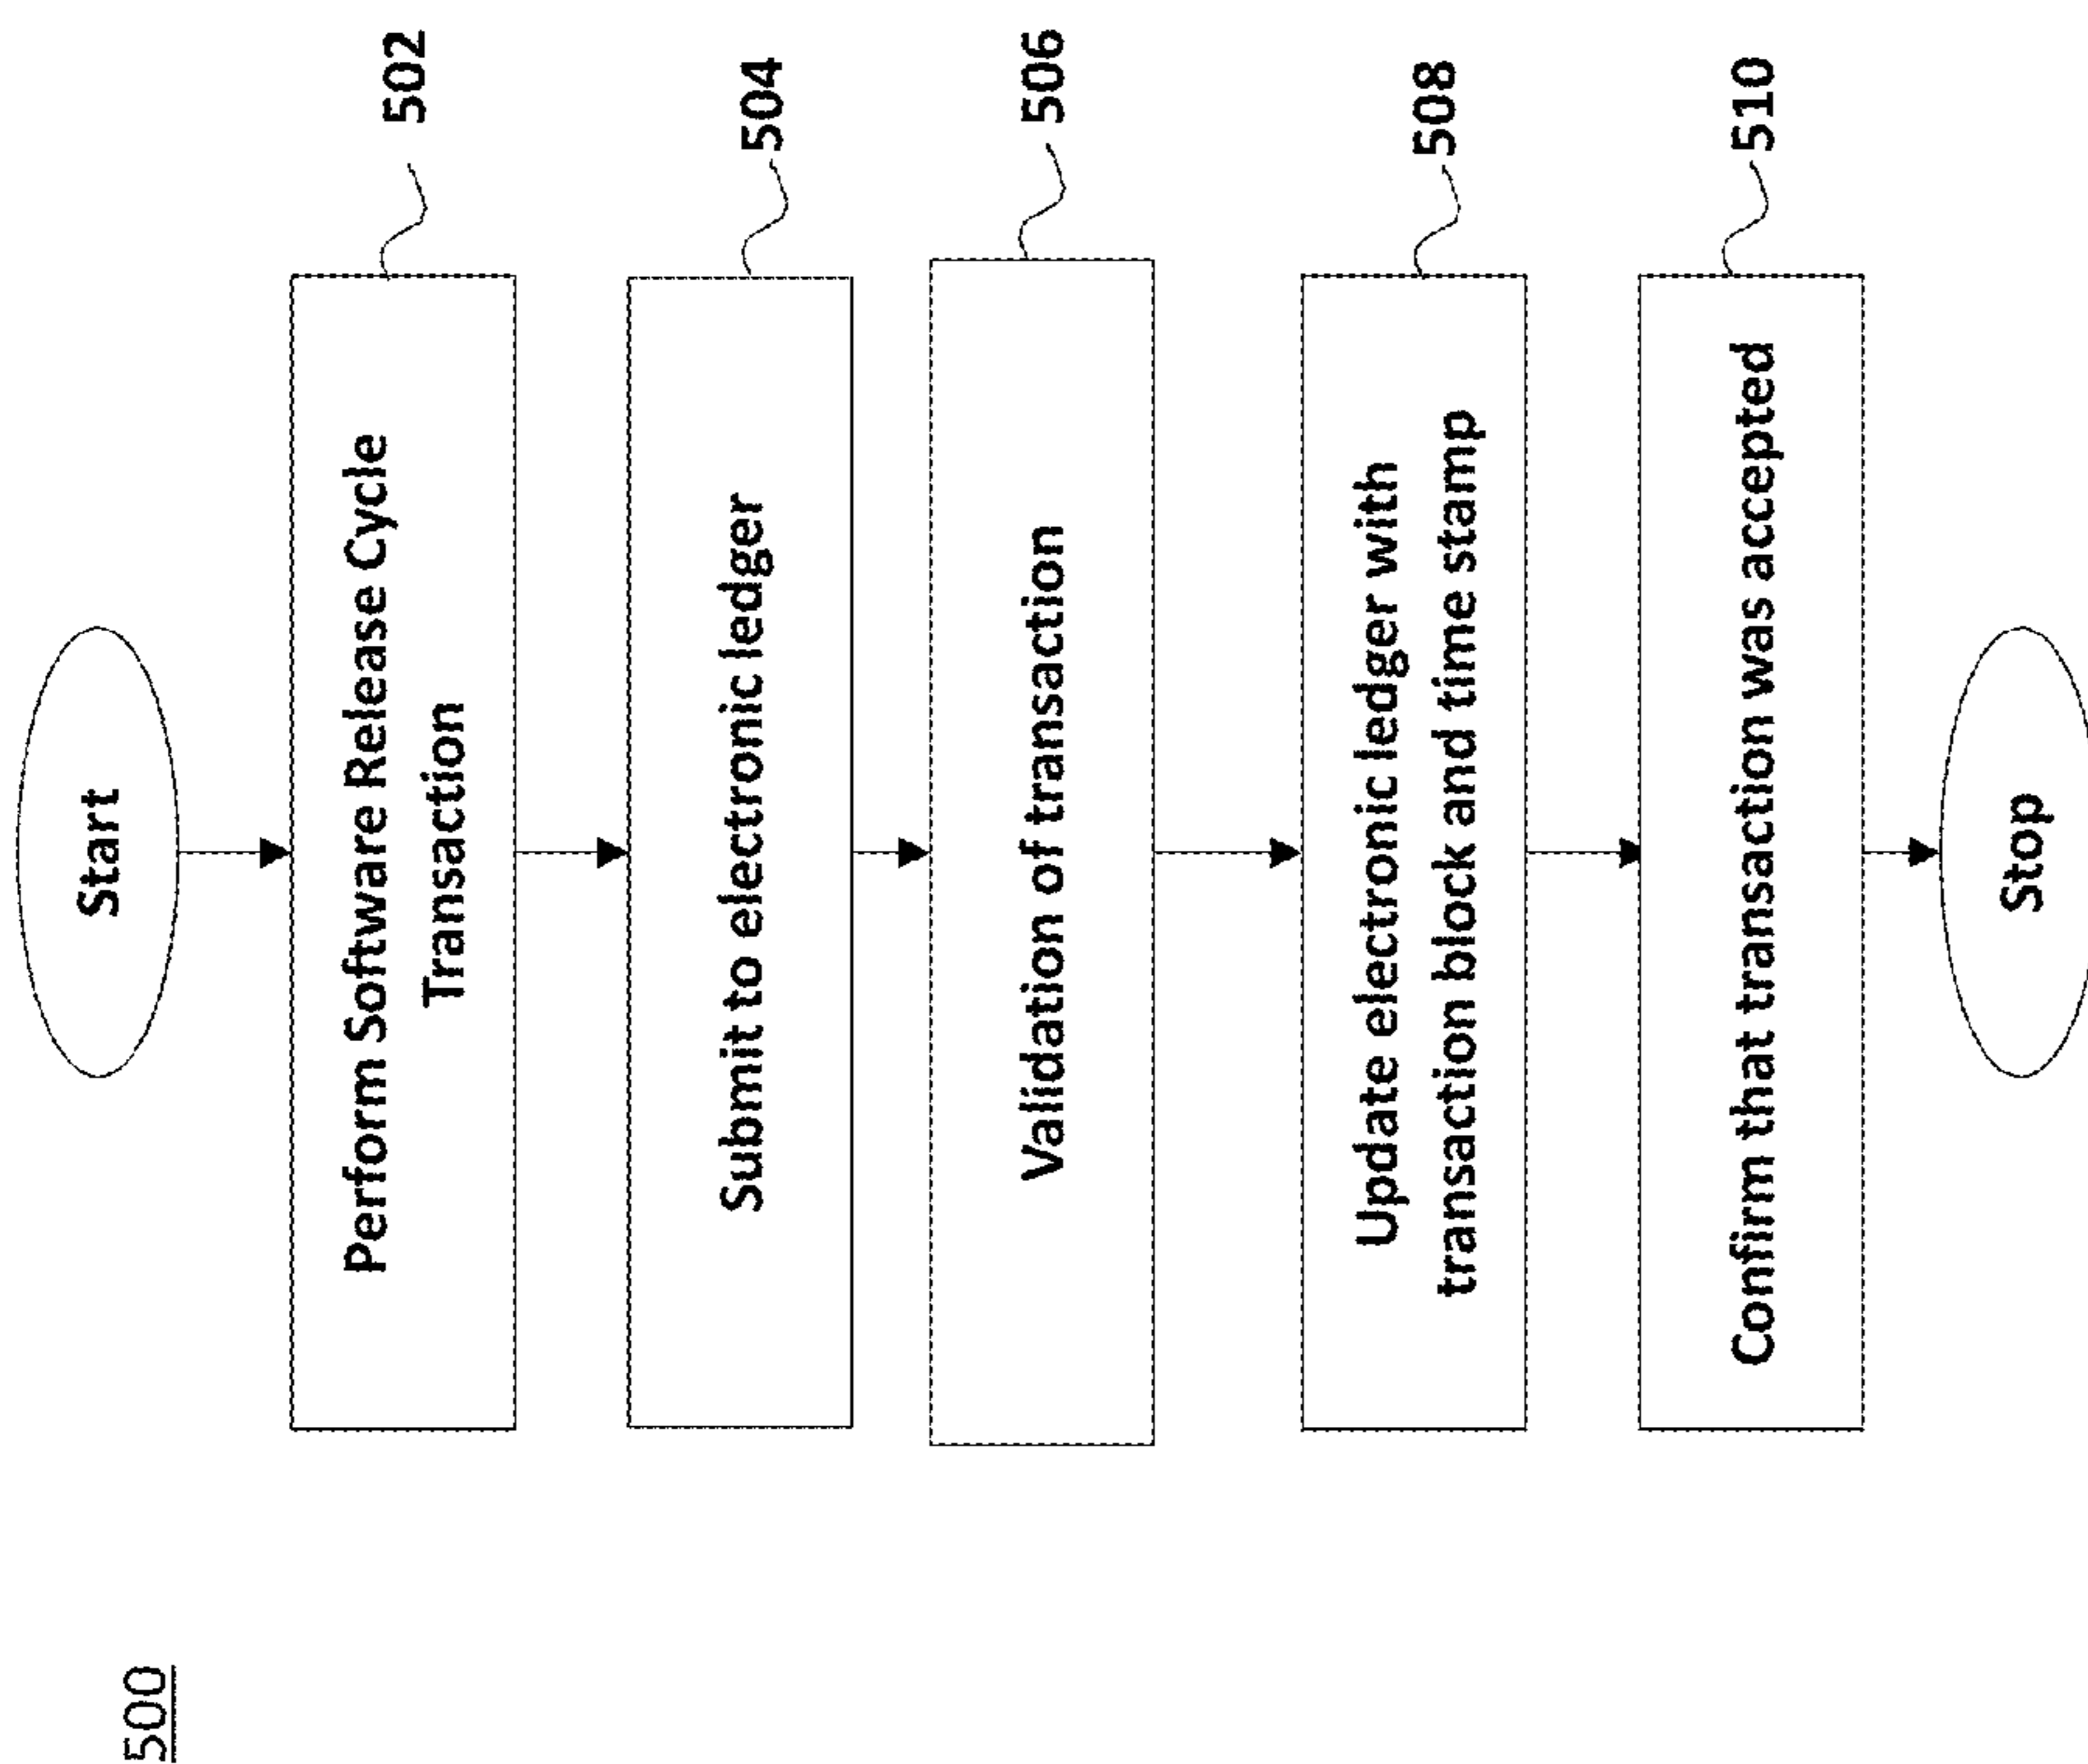 500
Start
Perform Software Release Cycle
Transaction
502
Submit to electronic ledger
504
Validation of transaction
506
Update electronic ledger with
transaction block and time stamp
508
Confirm that transaction was accepted
510
Stop